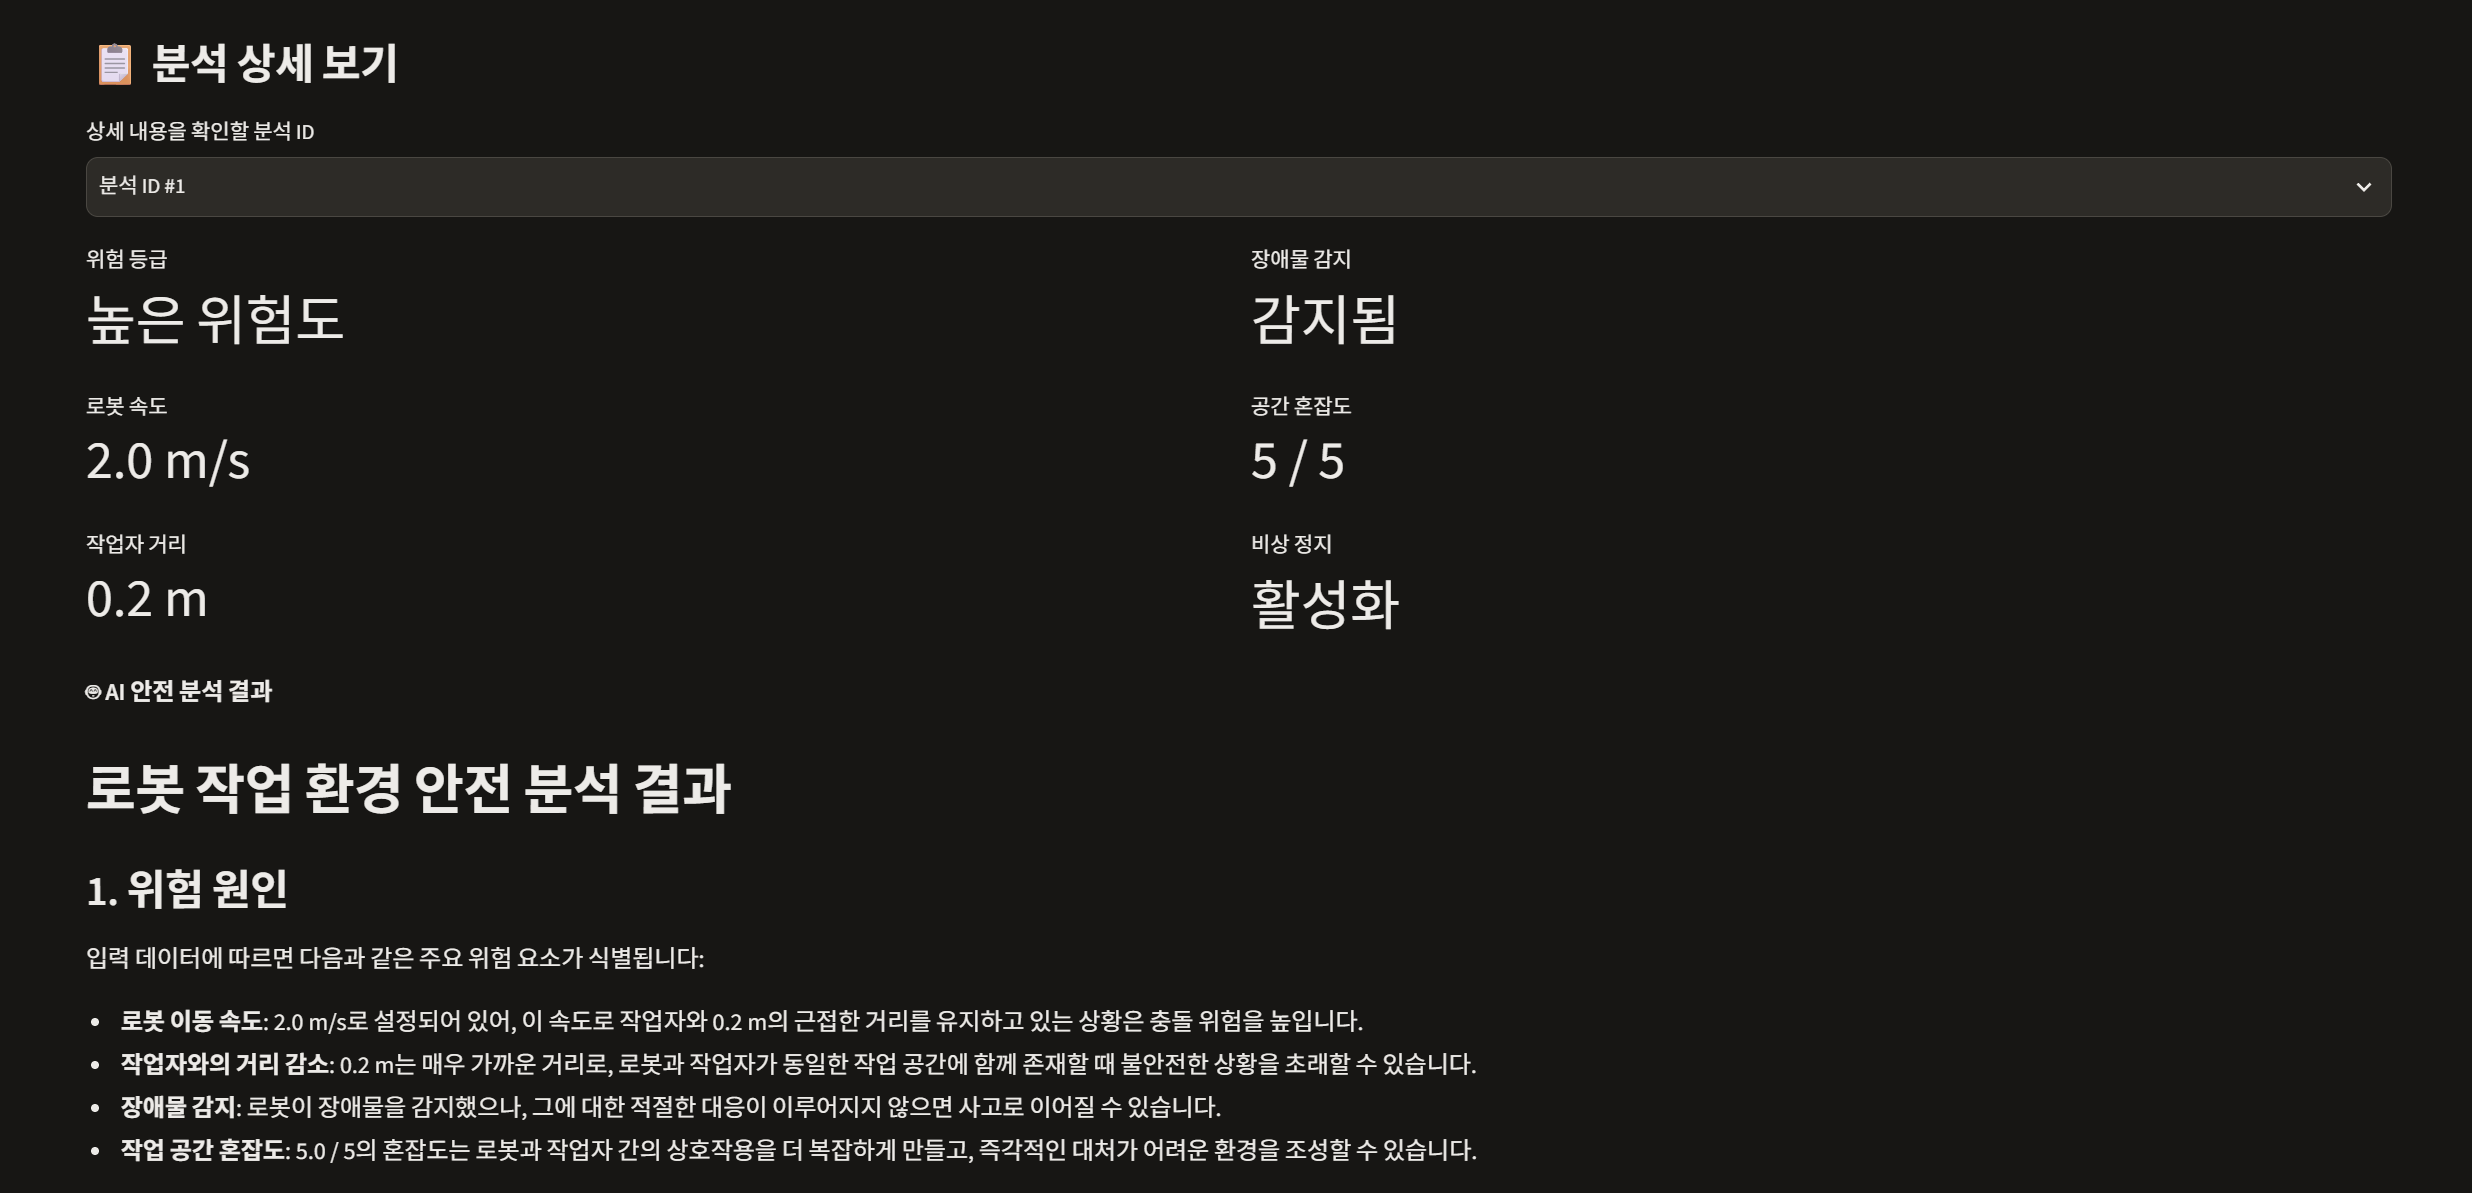 분석 상세 보기
상세 내용을 확인할 분석 ID
분석 ID #1
위험 등급
높은 위험도
장애물 감지
감지됨
로봇 속도
2.0 m/s
공간 혼잡도
5 / 5
작업자 거리
0.2 m
비상 정지
활성화
AI 안전 분석 결과
로봇 작업 환경 안전 분석 결과
1. 위험 원인
입력 데이터에 따르면 다음과 같은 주요 위험 요소가 식별됩니다:
• 로봇 이동 속도: 2.0 m/s로 설정되어 있어, 이 속도로 작업자와 0.2 m의 근접한 거리를 유지하고 있는 상황은 충돌 위험을 높입니다.
• 작업자와의 거리 감소: 0.2 m는 매우 가까운 거리로, 로봇과 작업자가 동일한 작업 공간에 함께 존재할 때 불안전한 상황을 초래할 수 있습니다.
• 장애물 감지: 로봇이 장애물을 감지했으나, 그에 대한 적절한 대응이 이루어지지 않으면 사고로 이어질 수 있습니다.
• 작업 공간 혼잡도: 5.0 / 5의 혼잡도는 로봇과 작업자 간의 상호작용을 더 복잡하게 만들고, 즉각적인 대처가 어려운 환경을 조성할 수 있습니다.